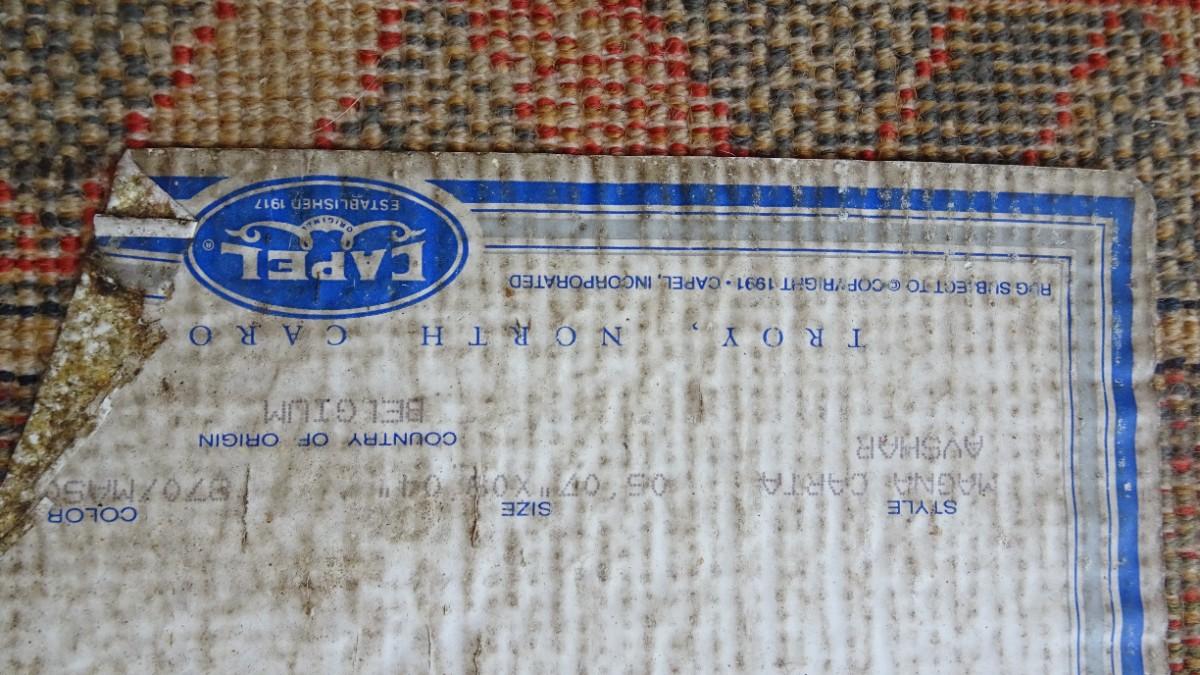 STYLE SIZE COLOR
MAGNA CARTA
AVSHAR
COUNTRY OF ORIGIN
BELGIUM
TROY, NORTH CARO
RUG SUBJECT TO © COPYRIGHT 1991 • CAPEL, INCORPORATED
CAPEL ®
ORIGINAL
ESTABLISHED 1917